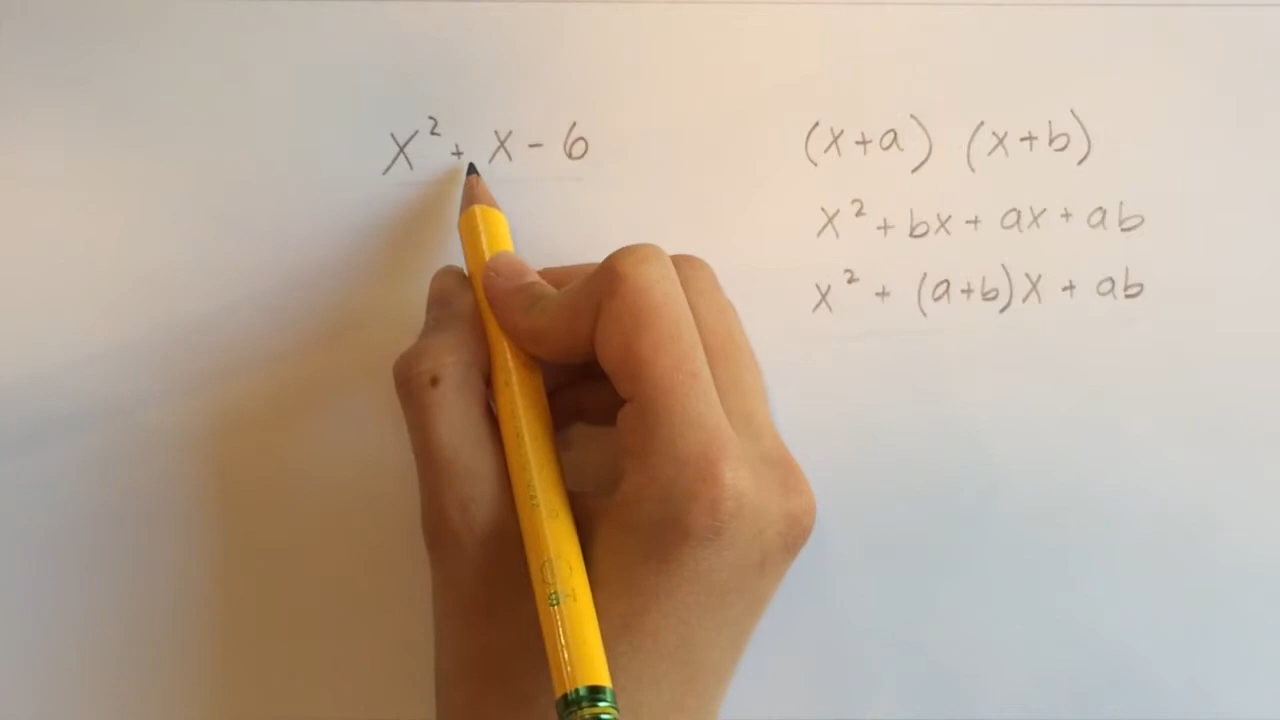 x² + x - 6
(x+a) (x+b)
x² + bx + ax + ab
x² + (a+b)x + ab